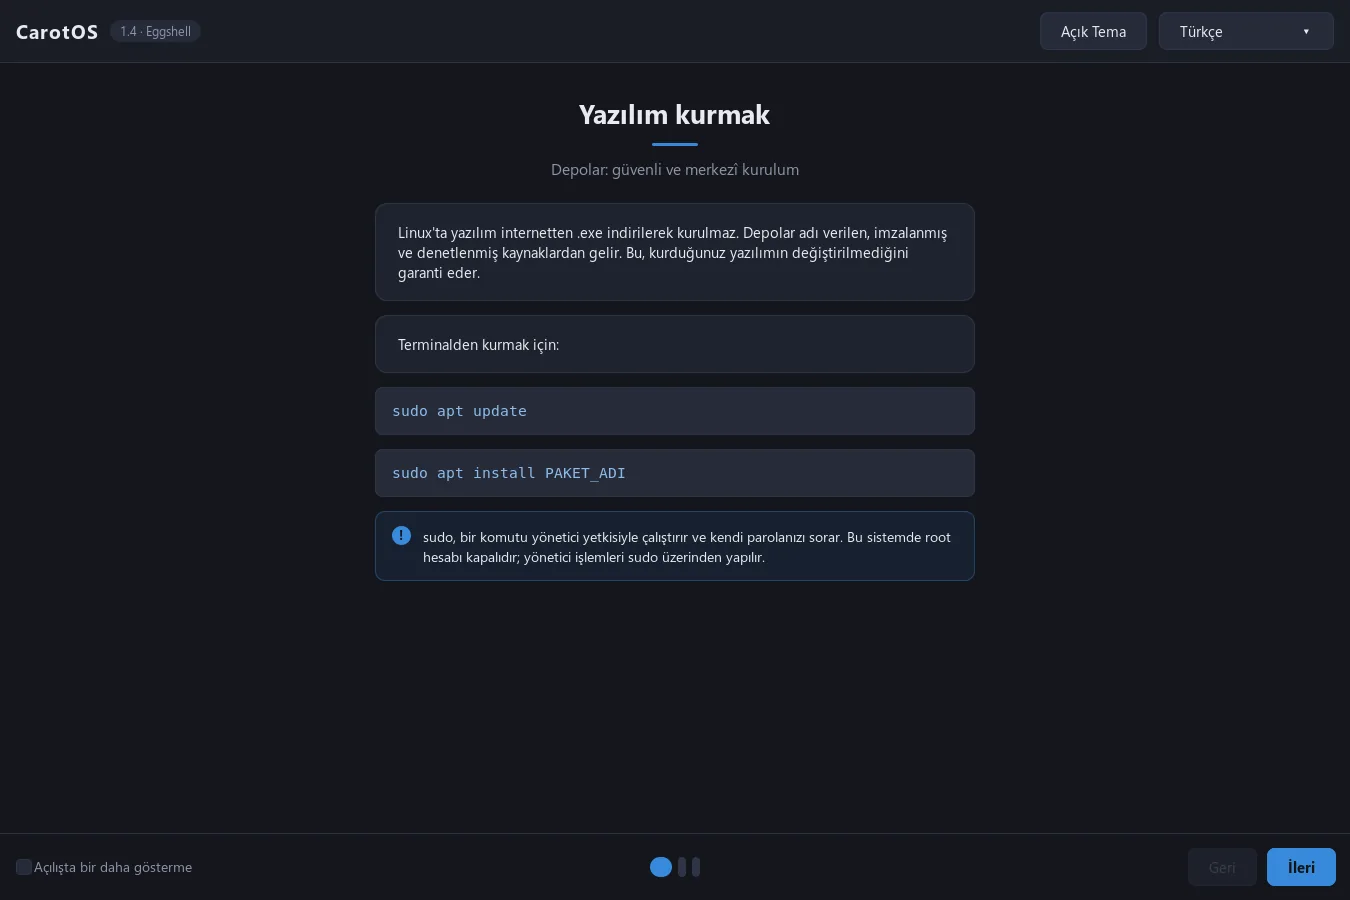 CarotOS
1.4 · Eggshell
Açık Tema
Türkçe
Yazılım kurmak
Depolar: güvenli ve merkezî kurulum
Linux'ta yazılım internetten .exe indirilerek kurulmaz. Depolar adı verilen, imzalanmış
ve denetlenmiş kaynaklardan gelir. Bu, kurduğunuz yazılımın değiştirilmediğini
garanti eder.
Terminalden kurmak için:
sudo apt update
sudo apt install PAKET_ADI
sudo, bir komutu yönetici yetkisiyle çalıştırır ve kendi parolanızı sorar. Bu sistemde root
hesabı kapalıdır; yönetici işlemleri sudo üzerinden yapılır.
Açılışta bir daha gösterme
Geri
İleri